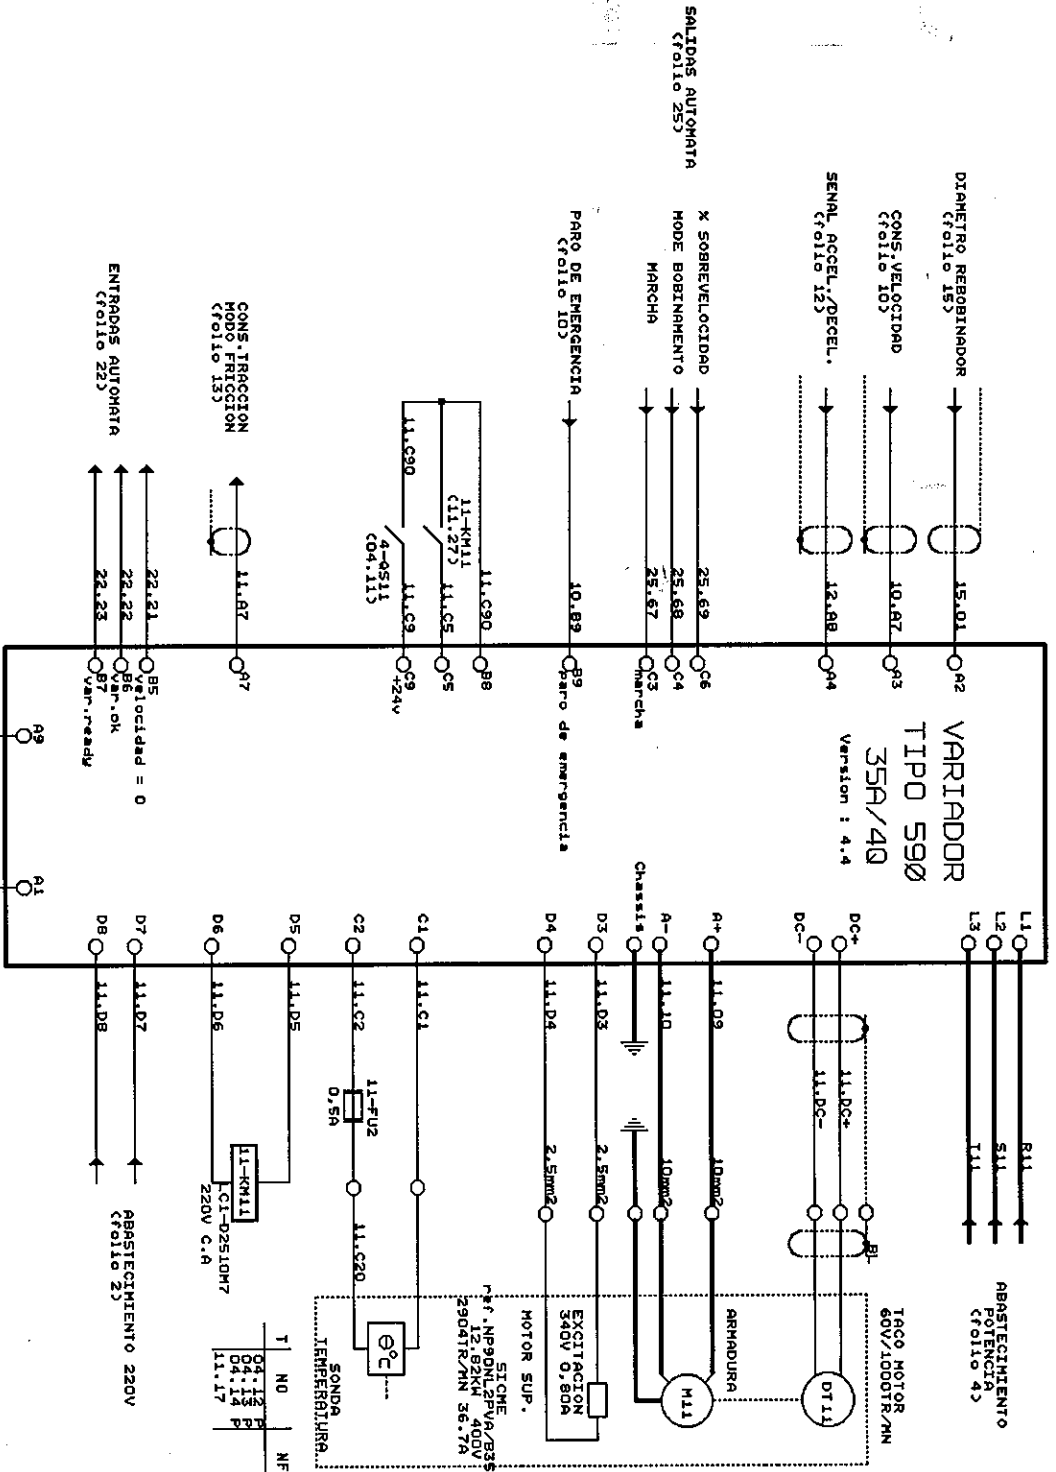 VARIADOR
TIPO 590
35A/4Q
Version : 4.4
DIAMETRO REBOBINADOR
(folio 15)
15.D1
A2
CONS.VELOCIDAD
(folio 10)
10.A7
A3
SENAL ACCEL./DECEL.
(folio 12)
12.A8
A4
SALIDAS AUTOMATA
(folio 25)
% SOBREVELOCIDAD
25.69
C6
MODE BOBINAMENTO
25.68
C4
MARCHA
25.67
C3
marcha
PARO DE EMERGENCIA
(folio 10)
10.B9
B9
paro de emergencia
11.C90
B8
11-KM11
(11.27)
11.C5
C5
11.C90
4-QS11
(04.11)
11.C9
C9
+24v
CONS.TRACCION
MODO FRICCION
(folio 13)
11.A7
A7
ENTRADAS AUTOMATA
(folio 22)
22.21
B5
velocidad = 0
22.22
B6
var.ok
22.23
B7
var.ready
A9
A1
L1
R11
L2
S11
L3
T11
ABASTECIMIENTO
POTENCIA
(folio 4)
DC+
11.DC+
DC-
11.DC-
BL
TACO MOTOR
60V/1000TR/MN
DT11
A+
11.09
10mm2
A-
11.10
10mm2
Chassis
ARMADURA
M11
D3
11.D3
2.5mm2
D4
11.D4
2.5mm2
EXCITACION
340V 0,80A
MOTOR SUP.
SICME
ref.NP90NL2PVA/B35
12.82KW 400V
2904TR/MN 36.7A
C1
11.C1
C2
11.C2
11-FU2
0,5A
11.C20
θ°C
SONDA
TEMPERATURA
D5
11.D5
D6
11.D6
11-KM11
LC1-D2510M7
220V C.A
D7
11.D7
D8
11.D8
ABASTECIMIENTO 220V
(folio 2)
T NO NF
04.12 P
04.13 P
04.14 P
11.17